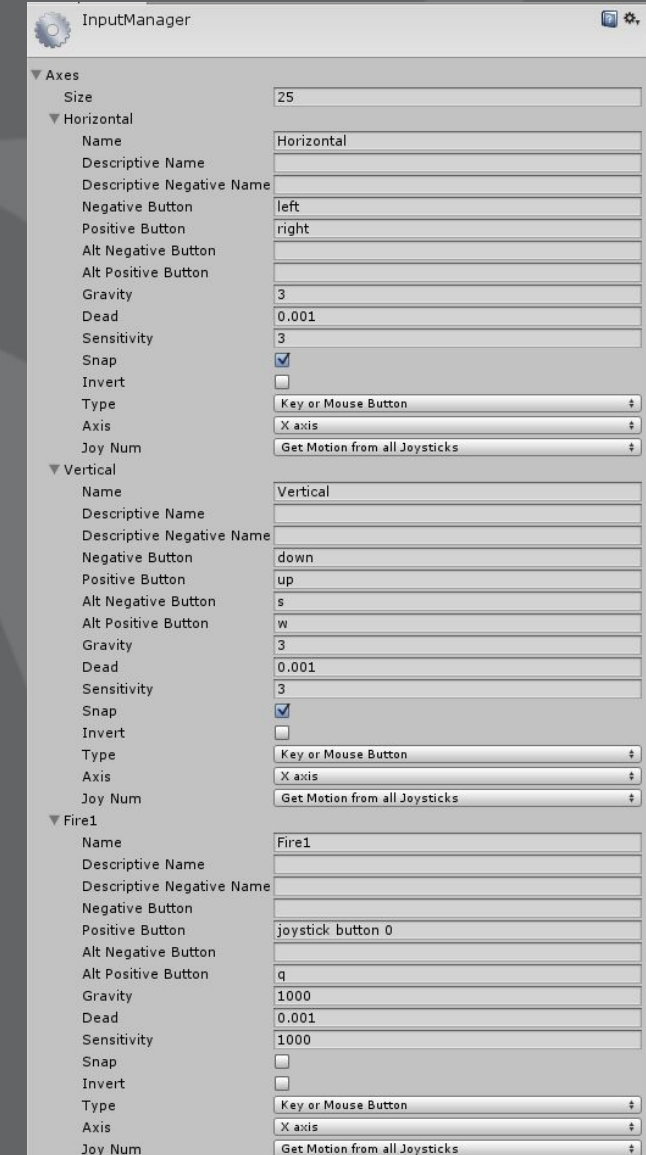 InputManager
Axes
Size 25
Horizontal
Name Horizontal
Descriptive Name
Descriptive Negative Name
Negative Button left
Positive Button right
Alt Negative Button
Alt Positive Button
Gravity 3
Dead 0.001
Sensitivity 3
Snap
Invert
Type Key or Mouse Button
Axis X axis
Joy Num Get Motion from all Joysticks
Vertical
Name Vertical
Descriptive Name
Descriptive Negative Name
Negative Button down
Positive Button up
Alt Negative Button s
Alt Positive Button w
Gravity 3
Dead 0.001
Sensitivity 3
Snap
Invert
Type Key or Mouse Button
Axis X axis
Joy Num Get Motion from all Joysticks
Fire1
Name Fire1
Descriptive Name
Descriptive Negative Name
Negative Button
Positive Button joystick button 0
Alt Negative Button
Alt Positive Button q
Gravity 1000
Dead 0.001
Sensitivity 1000
Snap
Invert
Type Key or Mouse Button
Axis X axis
Joy Num Get Motion from all Joysticks